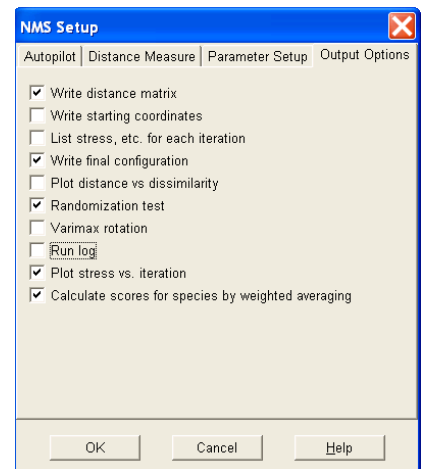 NMS Setup
Autopilot Distance Measure Parameter Setup Output Options
Write distance matrix
Write starting coordinates
List stress, etc. for each iteration
Write final configuration
Plot distance vs dissimilarity
Randomization test
Varimax rotation
Run log
Plot stress vs. iteration
Calculate scores for species by weighted averaging
OK Cancel Help